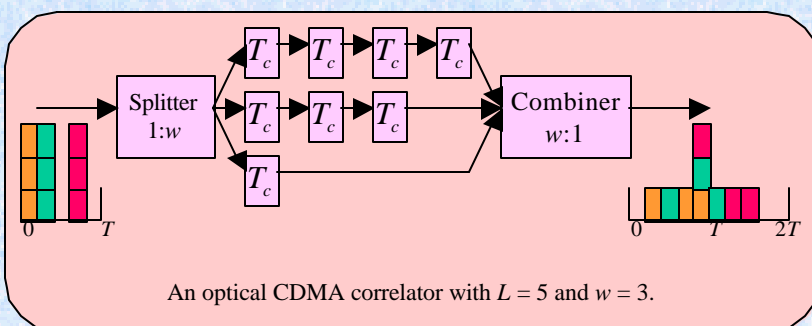 T_c T_c T_c T_c
Splitter
1:w
T_c T_c T_c
Combiner
w:1
T_c
0 T
0 T 2T
An optical CDMA correlator with L = 5 and w = 3.